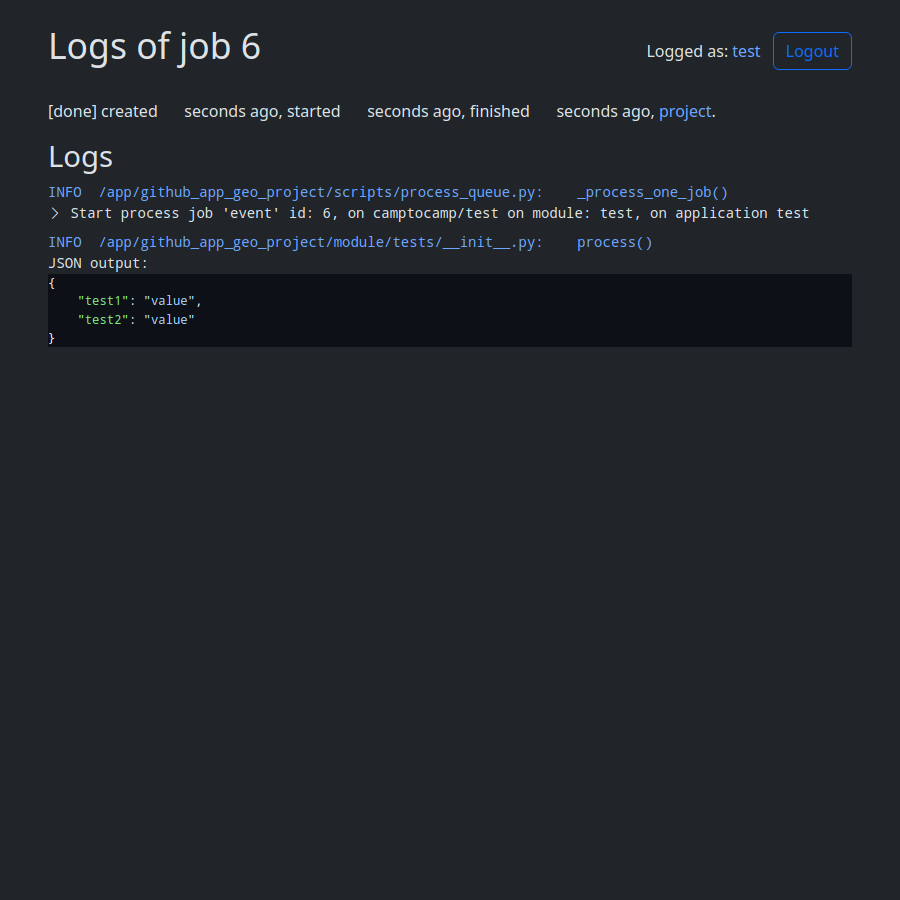 Logs of job 6
Logged as: test Logout
[done] created seconds ago, started seconds ago, finished seconds ago, project.
Logs
INFO /app/github_app_geo_project/scripts/process_queue.py: _process_one_job()
> Start process job 'event' id: 6, on camptocamp/test on module: test, on application test
INFO /app/github_app_geo_project/module/tests/__init__.py: process()
JSON output:
{
    "test1": "value",
    "test2": "value"
}